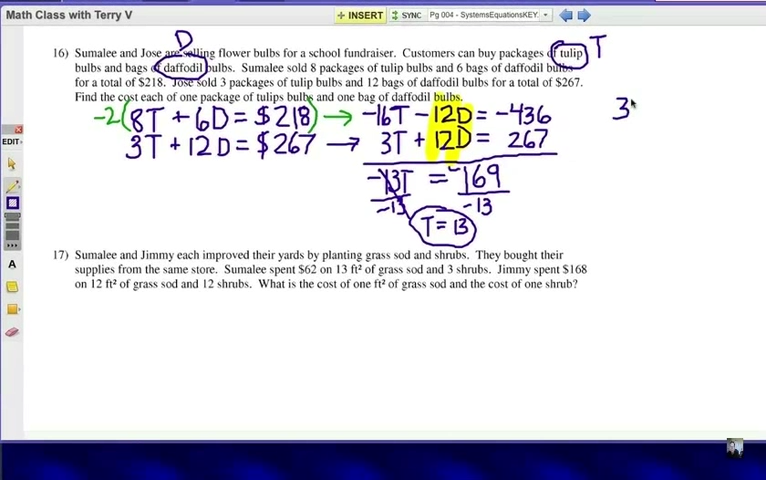 Math Class with Terry V
+ INSERT
SYNC
Pg 004 - SystemsEquationsKEY
EDIT
A
D
T
16) Sumalee and Jose are selling flower bulbs for a school fundraiser. Customers can buy packages of tulip
bulbs and bags of daffodil bulbs. Sumalee sold 8 packages of tulip bulbs and 6 bags of daffodil bulbs
for a total of $218. Jose sold 3 packages of tulip bulbs and 12 bags of daffodil bulbs for a total of $267.
Find the cost each of one package of tulips bulbs and one bag of daffodil bulbs.
-2(8T + 6D = $218) → -16T - 12D = -436
3
3T + 12D = $267 → 3T + 12D = 267
-13T = -169
-13 -13
T = 13
17) Sumalee and Jimmy each improved their yards by planting grass sod and shrubs. They bought their
supplies from the same store. Sumalee spent $62 on 13 ft² of grass sod and 3 shrubs. Jimmy spent $168
on 12 ft² of grass sod and 12 shrubs. What is the cost of one ft² of grass sod and the cost of one shrub?